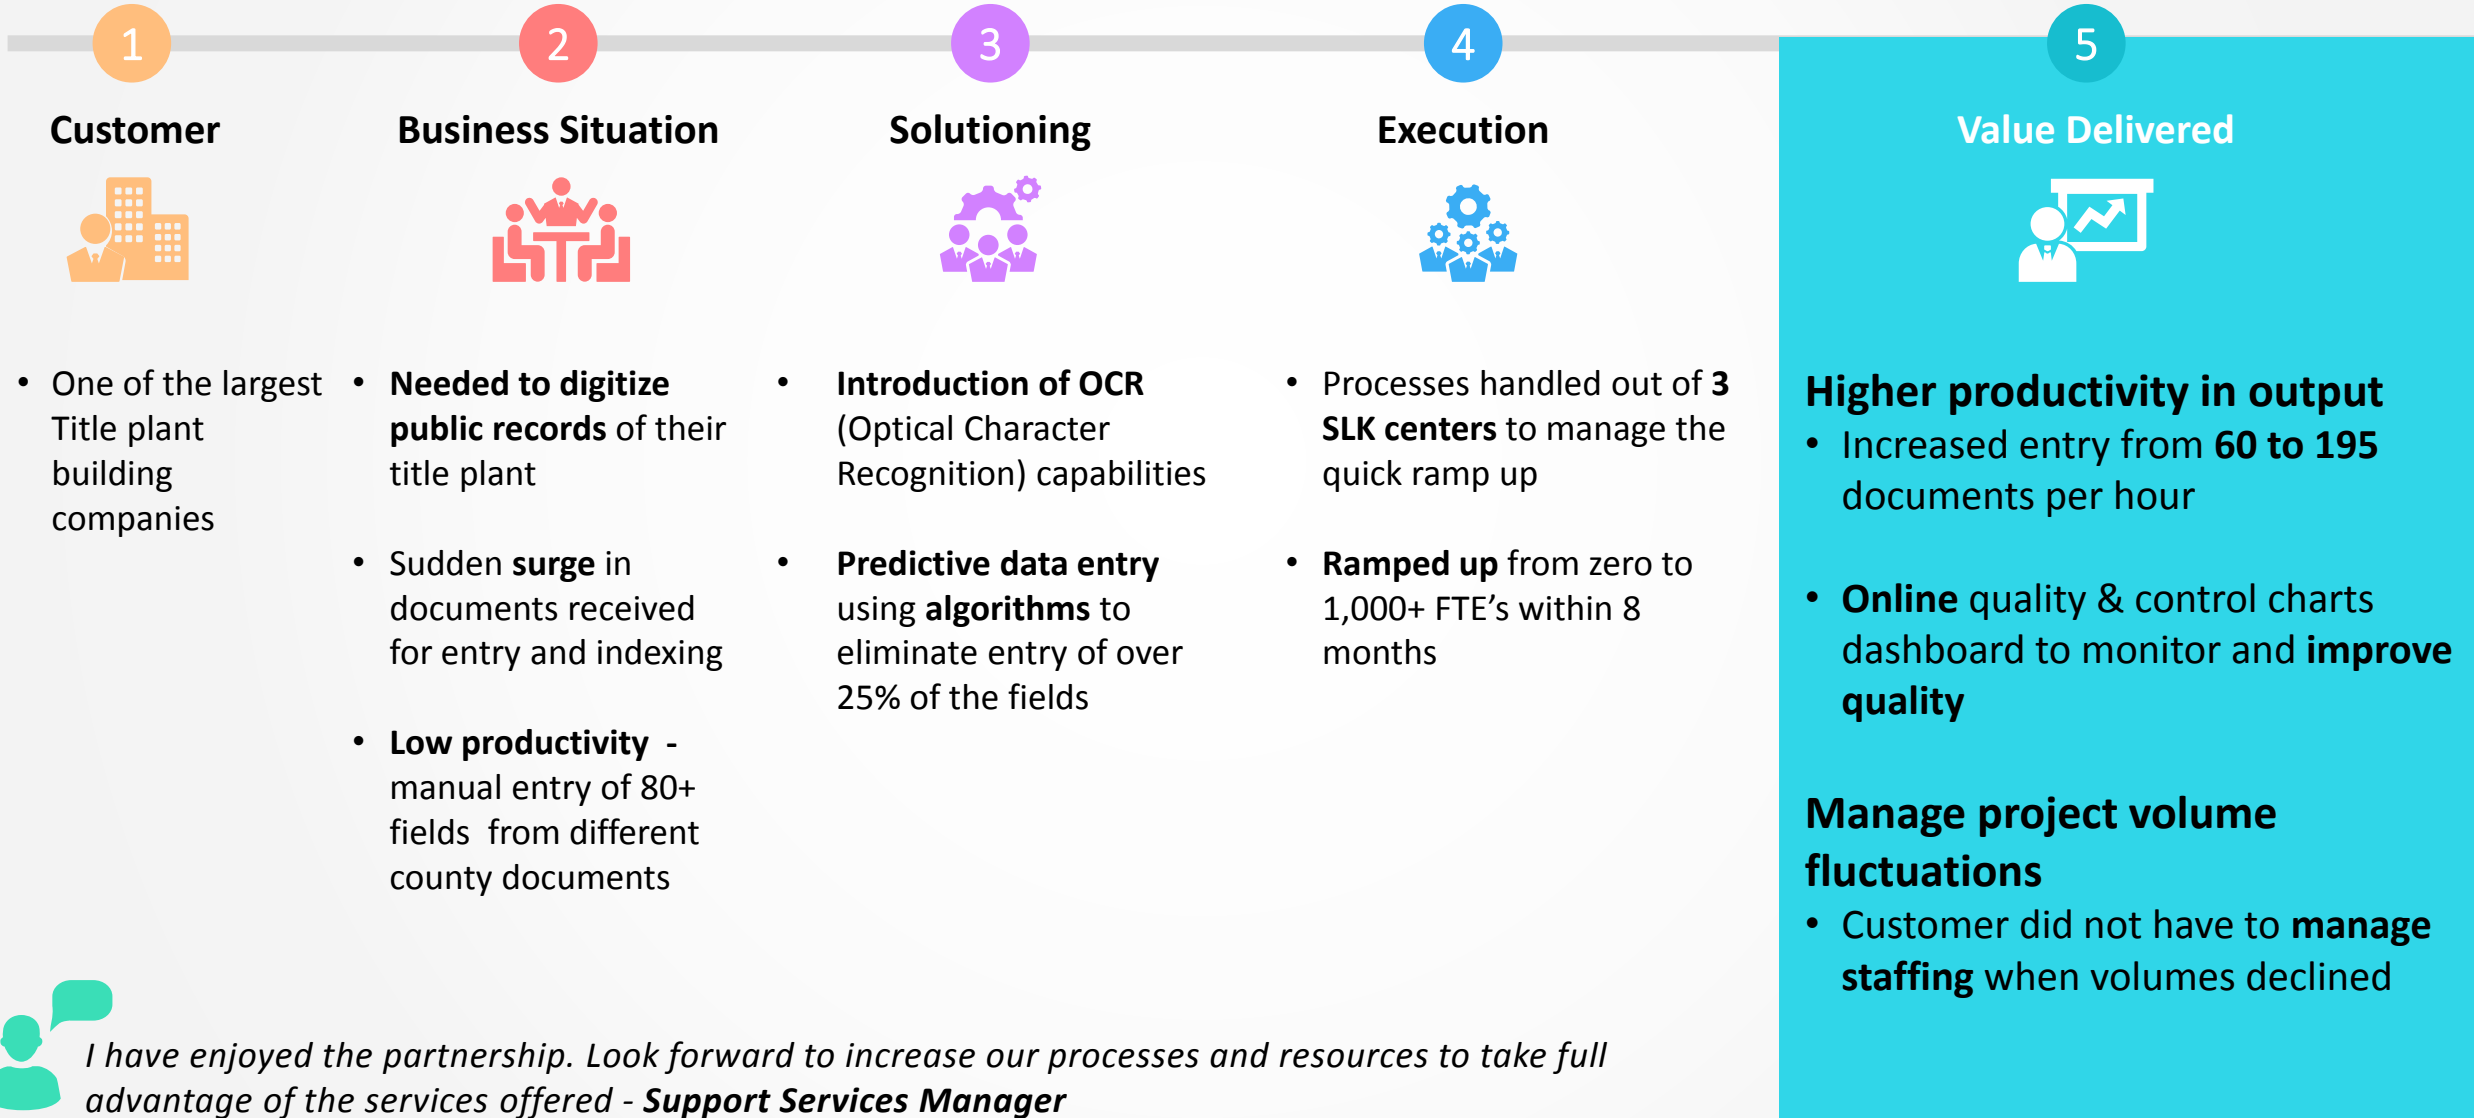 1
Customer
• One of the largest
Title plant
building
companies
2
Business Situation
• Needed to digitize
public records of their
title plant
• Sudden surge in
documents received
for entry and indexing
• Low productivity -
manual entry of 80+
fields from different
county documents
3
Solutioning
• Introduction of OCR
(Optical Character
Recognition) capabilities
• Predictive data entry
using algorithms to
eliminate entry of over
25% of the fields
4
Execution
• Processes handled out of 3
SLK centers to manage the
quick ramp up
• Ramped up from zero to
1,000+ FTE’s within 8
months
5
Value Delivered
Higher productivity in output
• Increased entry from 60 to 195
documents per hour
• Online quality & control charts
dashboard to monitor and improve
quality
Manage project volume
fluctuations
• Customer did not have to manage
staffing when volumes declined
I have enjoyed the partnership. Look forward to increase our processes and resources to take full
advantage of the services offered - Support Services Manager